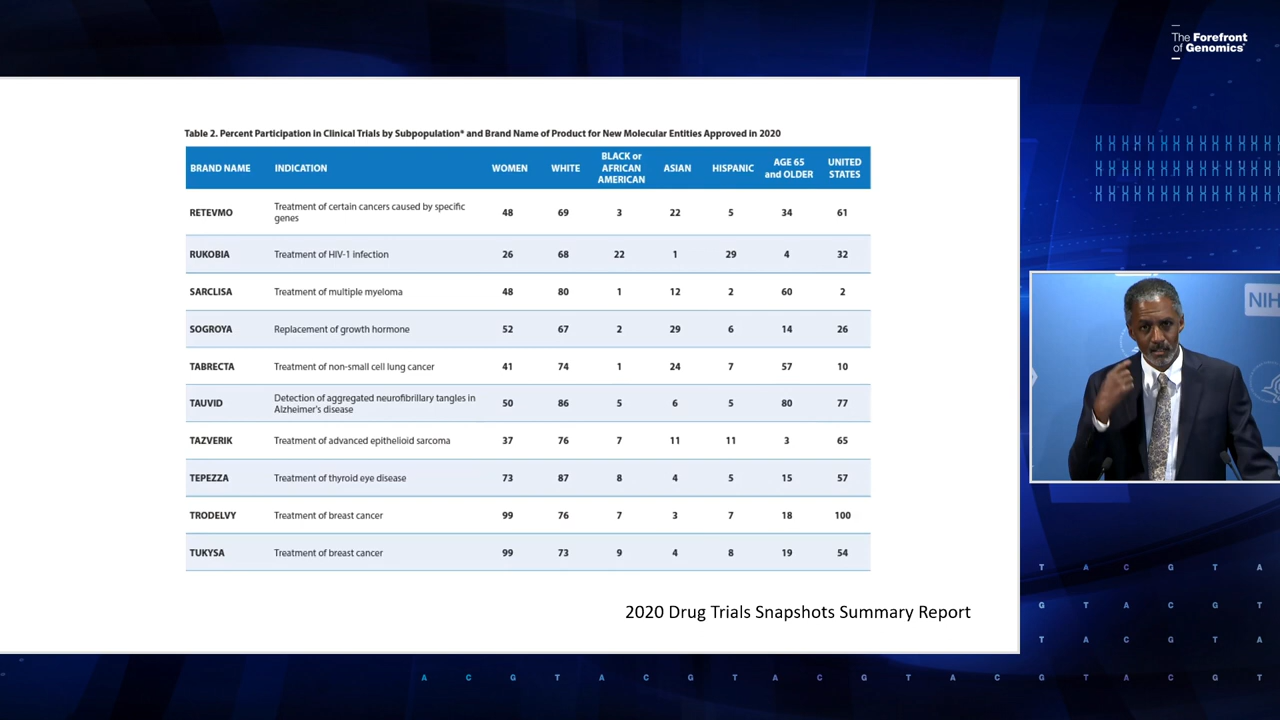 The Forefront
of Genomics®
Table 2. Percent Participation in Clinical Trials by Subpopulation* and Brand Name of Product for New Molecular Entities Approved in 2020
BRAND NAME INDICATION WOMEN WHITE BLACK or AFRICAN AMERICAN ASIAN HISPANIC AGE 65 and OLDER UNITED STATES
RETEVMO Treatment of certain cancers caused by specific genes 48 69 3 22 5 34 61
RUKOBIA Treatment of HIV-1 infection 26 68 22 1 29 4 32
SARCLISA Treatment of multiple myeloma 48 80 1 12 2 60 2
SOGROYA Replacement of growth hormone 52 67 2 29 6 14 26
TABRECTA Treatment of non-small cell lung cancer 41 74 1 24 7 57 10
TAUVID Detection of aggregated neurofibrillary tangles in Alzheimer's disease 50 86 5 6 5 80 77
TAZVERIK Treatment of advanced epithelioid sarcoma 37 76 7 11 11 3 65
TEPEZZA Treatment of thyroid eye disease 73 87 8 4 5 15 57
TRODELVY Treatment of breast cancer 99 76 7 3 7 18 100
TUKYSA Treatment of breast cancer 99 73 9 4 8 19 54
2020 Drug Trials Snapshots Summary Report
NIH
T A C G T A
G T A C G T
T A C G T A
A C G T A C G T A C G T A C G T A C G T